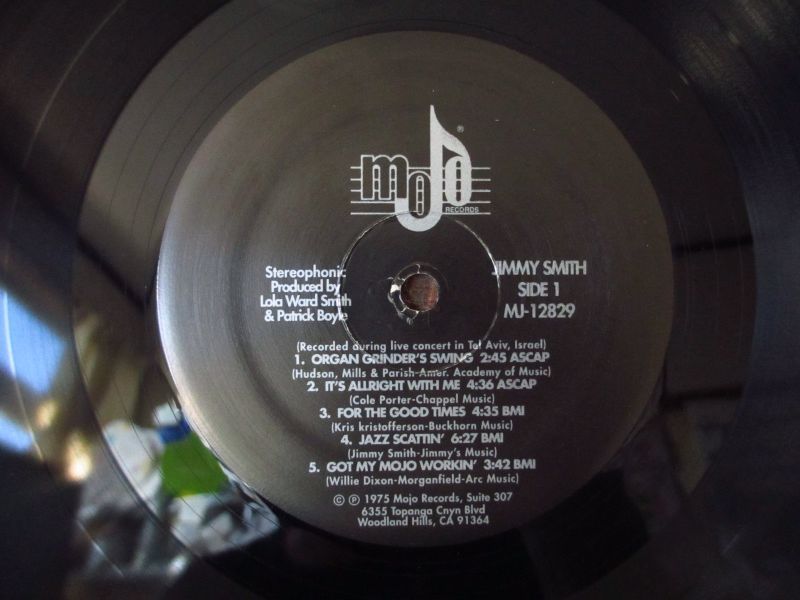 mojo®
RECORDS
Stereophonic
Produced by
Lola Ward Smith
& Patrick Boyle
JIMMY SMITH
SIDE 1
MJ-12829
(Recorded during live concert in Tel Aviv, Israel)
1. ORGAN GRINDER'S SWING 2:45 ASCAP
(Hudson, Mills & Parish-Amer. Academy of Music)
2. IT'S ALLRIGHT WITH ME 4:36 ASCAP
(Cole Porter-Chappel Music)
3. FOR THE GOOD TIMES 4:35 BMI
(Kris kristofferson-Buckhorn Music)
4. JAZZ SCATTIN' 6:27 BMI
(Jimmy Smith-Jimmy's Music)
5. GOT MY MOJO WORKIN' 3:42 BMI
(Willie Dixon-Morganfield-Arc Music)
© ℗ 1975 Mojo Records, Suite 307
6355 Topanga Cnyn Blvd
Woodland Hills, CA 91364